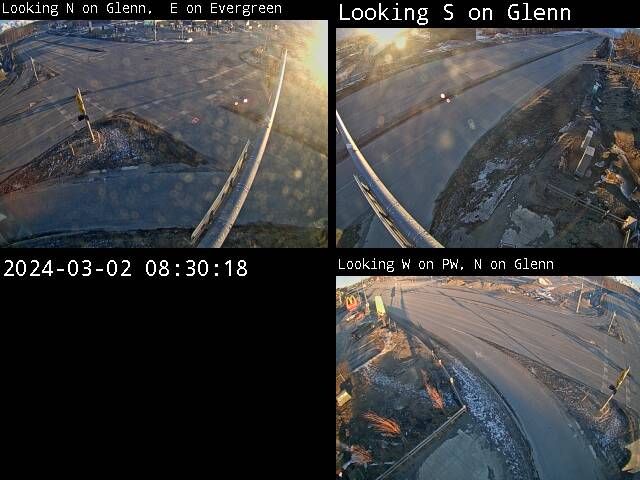 Looking N on Glenn,  E on Evergreen
Looking S on Glenn
2024-03-02 08:30:18
Looking W on PW, N on Glenn